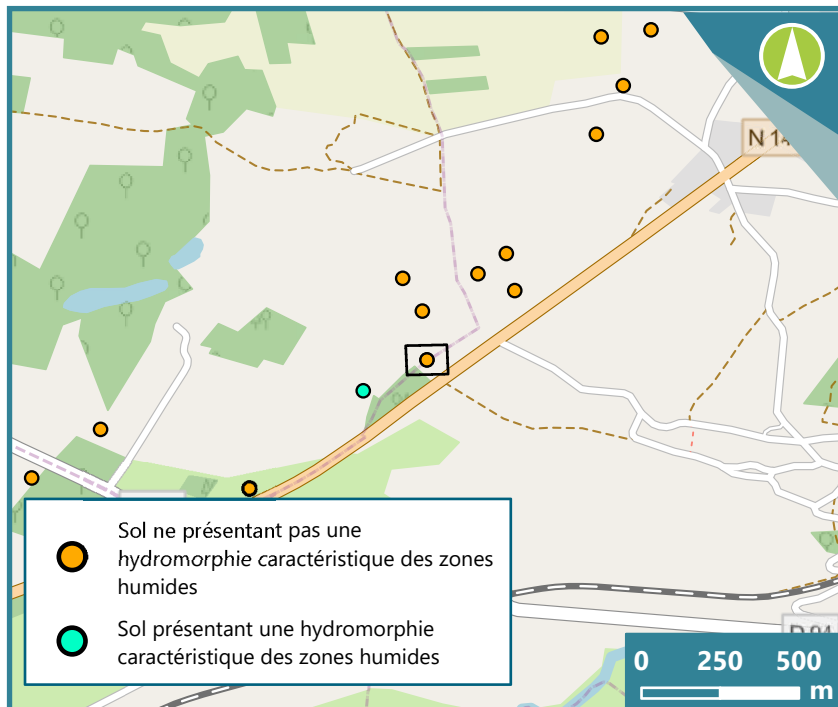 N 14
Sol ne présentant pas une
hydromorphie caractéristique des zones
humides
Sol présentant une hydromorphie
caractéristique des zones humides
0 250 500
m